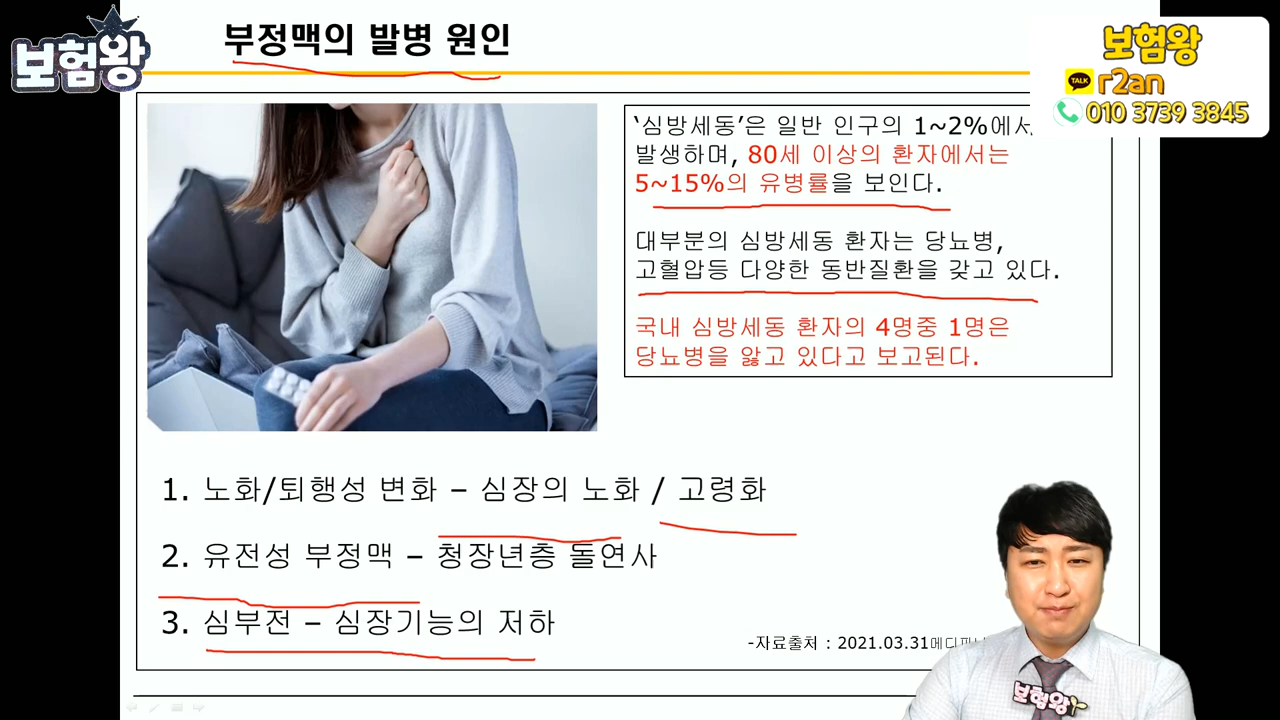 보험왕
부정맥의 발병 원인
보험왕
TALK r2an
010 3739 3845
‘심방세동’은 일반 인구의 1~2%에서
발생하며, 80세 이상의 환자에서는
5~15%의 유병률을 보인다.
대부분의 심방세동 환자는 당뇨병,
고혈압등 다양한 동반질환을 갖고 있다.
국내 심방세동 환자의 4명중 1명은
당뇨병을 앓고 있다고 보고된다.
1. 노화/퇴행성 변화 – 심장의 노화 / 고령화
2. 유전성 부정맥 – 청장년층 돌연사
3. 심부전 – 심장기능의 저하
-자료출처 : 2021.03.31
보험왕